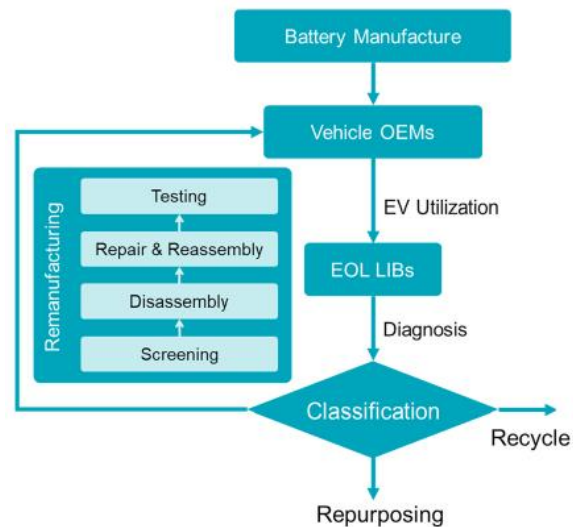 Battery Manufacture
Vehicle OEMs
EV Utilization
EOL LIBs
Diagnosis
Classification
Recycle
Repurposing
Remanufacturing
Testing
Repair & Reassembly
Disassembly
Screening